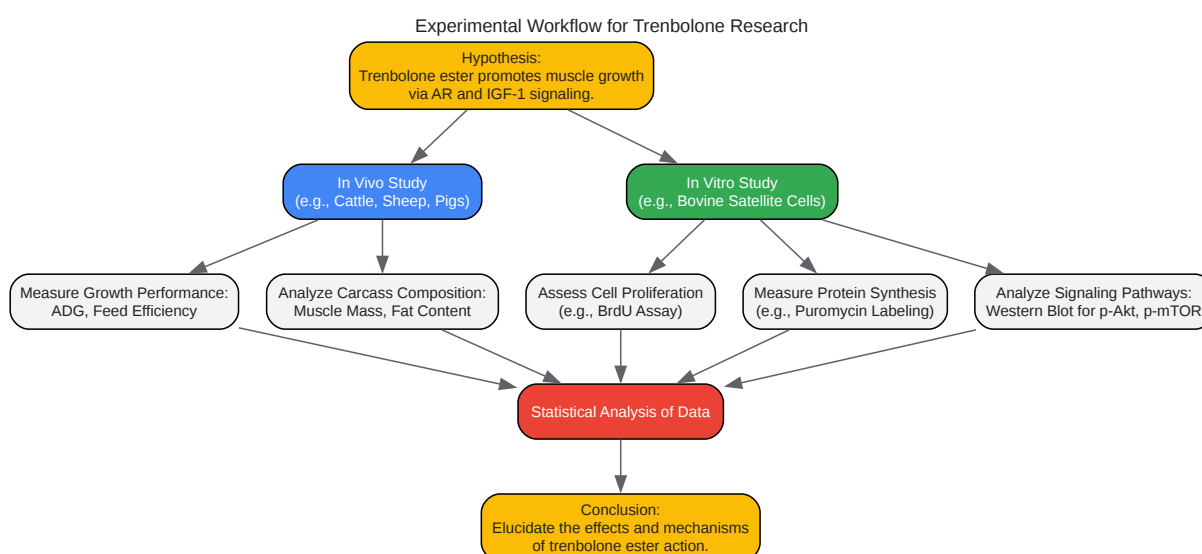 Experimental Workflow for Trenbolone Research
Hypothesis:
Trenbolone ester promotes muscle growth
via AR and IGF-1 signaling.
In Vivo Study
(e.g., Cattle, Sheep, Pigs)
In Vitro Study
(e.g., Bovine Satellite Cells)
Measure Growth Performance:
ADG, Feed Efficiency
Analyze Carcass Composition:
Muscle Mass, Fat Content
Assess Cell Proliferation
(e.g., BrdU Assay)
Measure Protein Synthesis
(e.g., Puromycin Labeling)
Analyze Signaling Pathways:
Western Blot for p-Akt, p-mTOR
Statistical Analysis of Data
Conclusion:
Elucidate the effects and mechanisms
of trenbolone ester action.